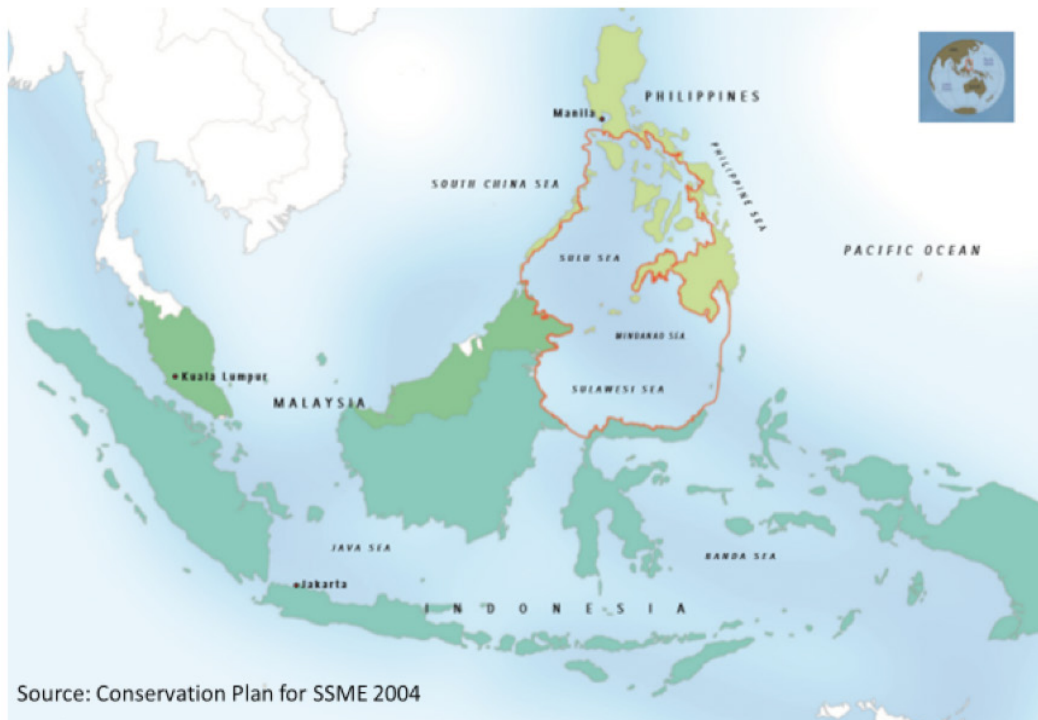 PHILIPPINES
Manila
PHILIPPINE SEA
SOUTH CHINA SEA
PACIFIC OCEAN
SULU SEA
MINDANAO SEA
Kuala Lumpur
SULAWESI SEA
MALAYSIA
JAVA SEA
BANDA SEA
Jakarta
INDONESIA
Source: Conservation Plan for SSME 2004